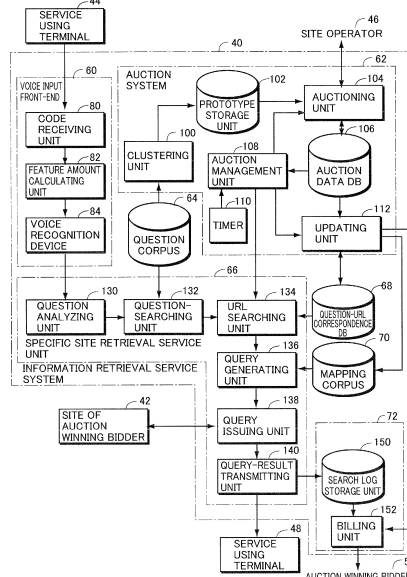 44
SERVICE
USING
TERMINAL
46
SITE OPERATOR
40
60
62
VOICE INPUT
FRONT-END
AUCTION
SYSTEM
102
104
80
CODE
RECEIVING
UNIT
PROTOTYPE
STORAGE
UNIT
AUCTIONING
UNIT
100
106
82
FEATURE AMOUNT
CALCULATING
UNIT
CLUSTERING
UNIT
108
AUCTION
MANAGEMENT
UNIT
AUCTION
DATA DB
84
VOICE
RECOGNITION
DEVICE
64
QUESTION
CORPUS
110
TIMER
112
UPDATING
UNIT
66
130
132
134
68
QUESTION
ANALYZING
UNIT
QUESTION-
SEARCHING
UNIT
URL
SEARCHING
UNIT
QUESTION-URL
CORRESPONDENCE
DB
SPECIFIC SITE RETRIEVAL SERVICE
UNIT
136
70
INFORMATION RETRIEVAL SERVICE
SYSTEM
QUERY
GENERATING
UNIT
MAPPING
CORPUS
42
138
72
SITE OF
AUCTION
WINNING BIDDER
QUERY
ISSUING UNIT
150
140
QUERY-RESULT
TRANSMITTING
UNIT
SEARCH LOG
STORAGE UNIT
152
48
BILLING
UNIT
SERVICE
USING
TERMINAL
5
AUCTION WINNING BIDDER